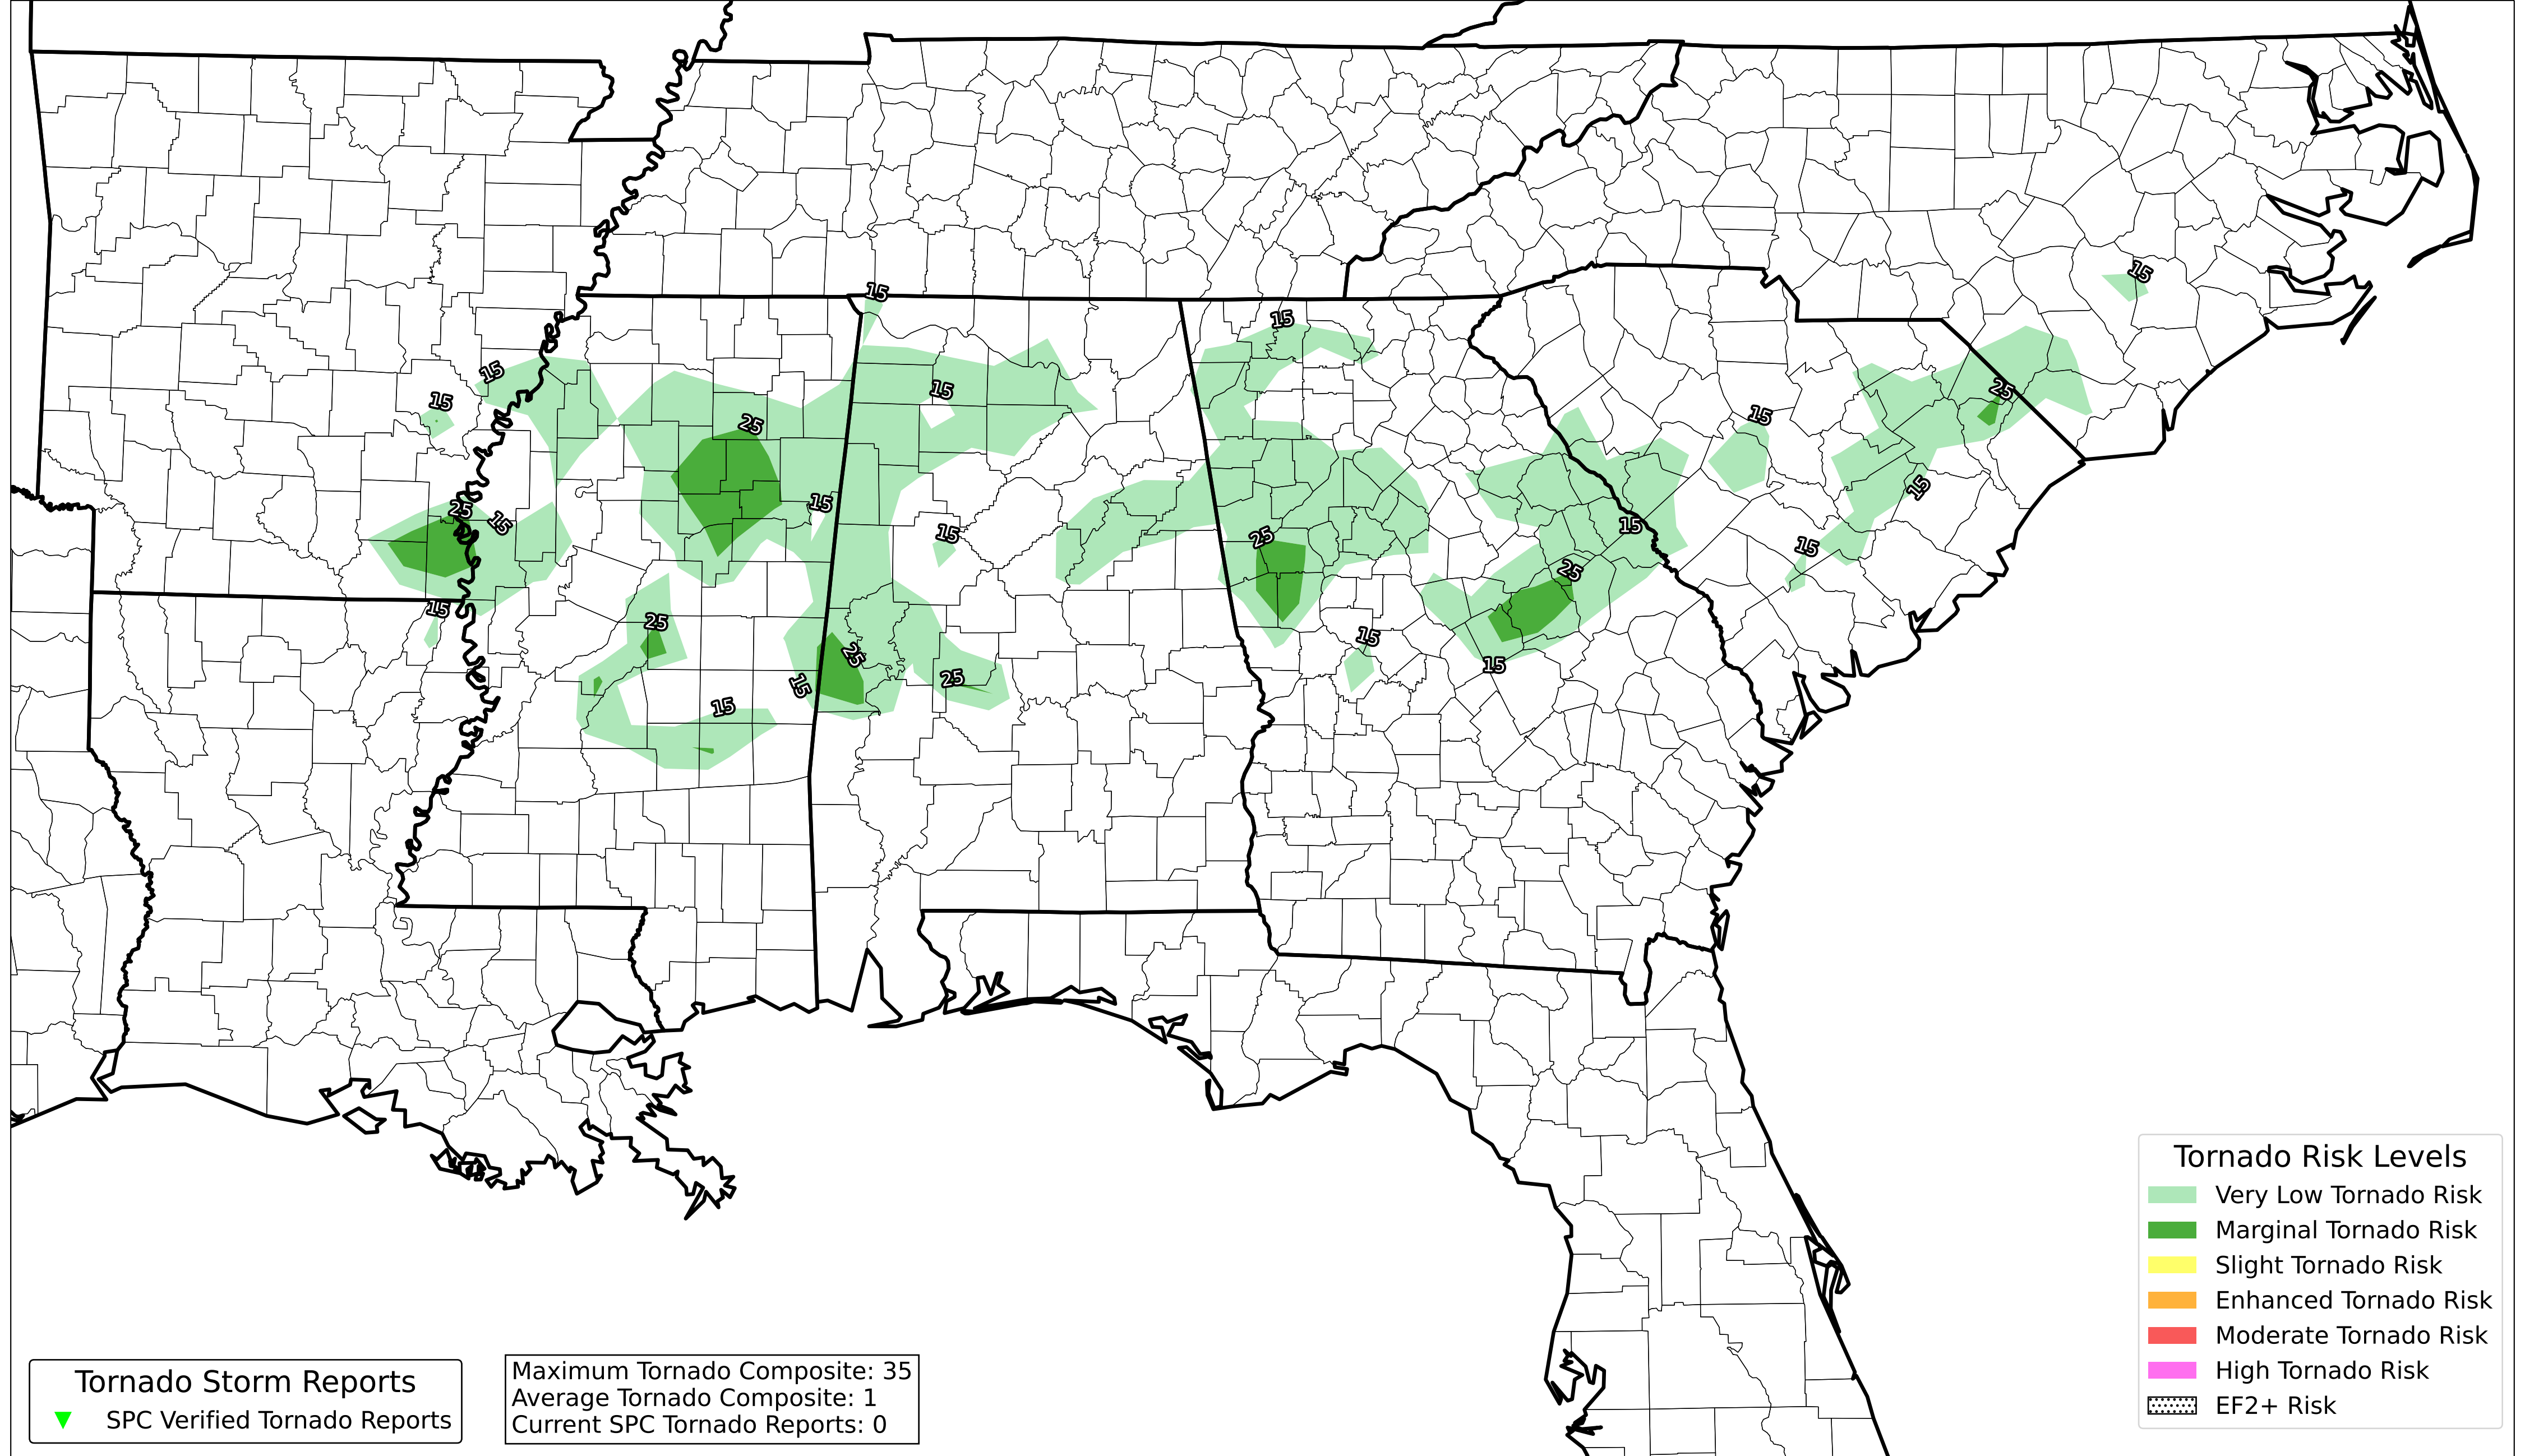 15
15
15
15
15
25
15
25
15
15
25
15
15
15
25
15
25
15
25
15
25
15
15
25
25
15
15
15
Tornado Storm Reports
SPC Verified Tornado Reports
Maximum Tornado Composite: 35
Average Tornado Composite: 1
Current SPC Tornado Reports: 0
Tornado Risk Levels
Very Low Tornado Risk
Marginal Tornado Risk
Slight Tornado Risk
Enhanced Tornado Risk
Moderate Tornado Risk
High Tornado Risk
EF2+ Risk